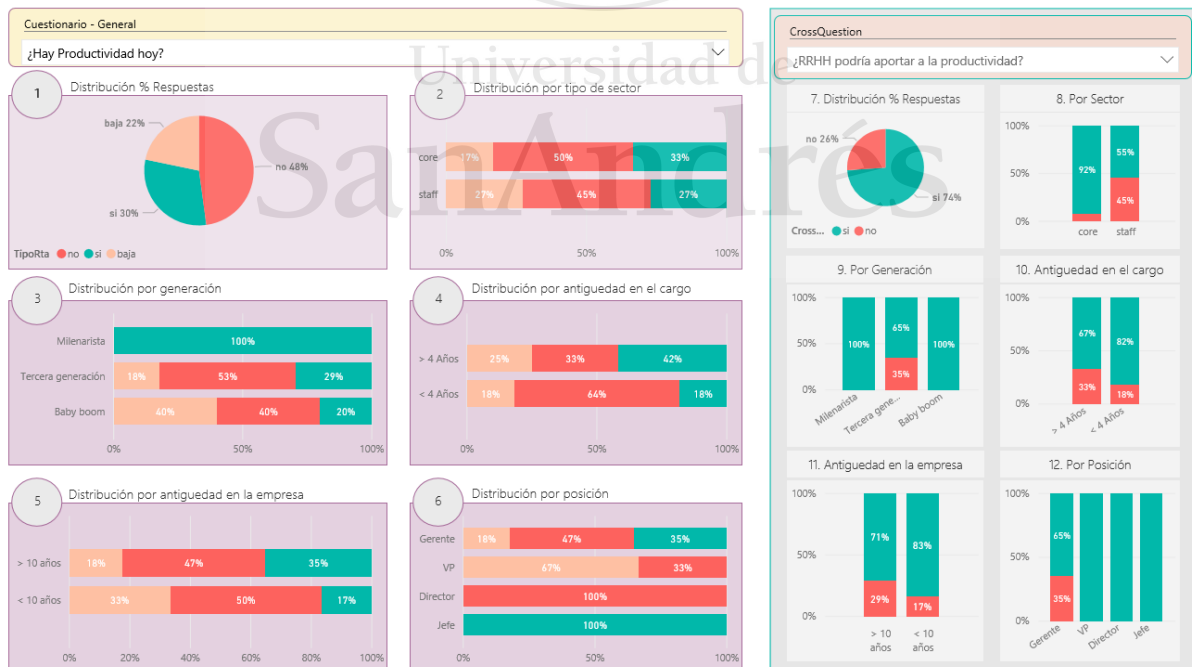 Cuestionario - General
¿Hay Productividad hoy?
Universidad de
SanAndrés
1
Distribución % Respuestas
baja 22%
no 48%
si 30%
TipoRta no si baja
2
Distribución por tipo de sector
core 17% 50% 33%
staff 27% 45% 27%
0% 50% 100%
3
Distribución por generación
Milenarista 100%
Tercera generación 18% 53% 29%
Baby boom 40% 40% 20%
0% 50% 100%
4
Distribución por antiguedad en el cargo
> 4 Años 25% 33% 42%
< 4 Años 18% 64% 18%
0% 50% 100%
5
Distribución por antiguedad en la empresa
> 10 años 18% 47% 35%
< 10 años 33% 50% 17%
0% 20% 40% 60% 80% 100%
6
Distribución por posición
Gerente 18% 47% 35%
VP 67% 33%
Director 100%
Jefe 100%
0% 50% 100%
CrossQuestion
¿RRHH podría aportar a la productividad?
7. Distribución % Respuestas
no 26%
si 74%
Cross... si no
8. Por Sector
100%
50%
0%
92%
55%
45%
core staff
9. Por Generación
100%
50%
0%
100% 65% 100%
35%
Milenarista Tercera gene... Baby boom
10. Antiguedad en el cargo
100%
50%
0%
67% 82%
33% 18%
> 4 Años < 4 Años
11. Antiguedad en la empresa
100%
50%
0%
71% 83%
29% 17%
> 10 < 10
años años
12. Por Posición
100%
50%
0%
65%
35%
Gerente VP Director Jefe